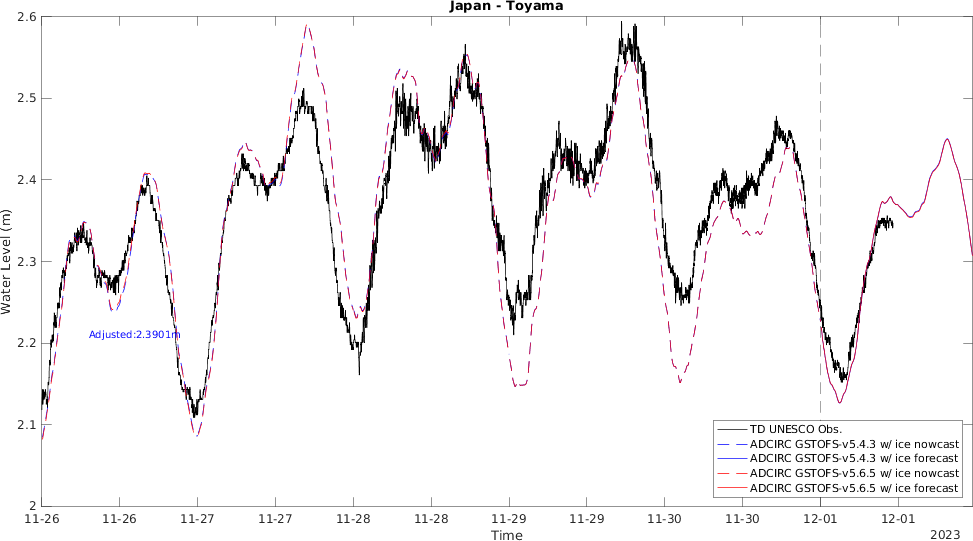 Japan - Toyama
2.6
2.5
2.4
2.3
2.2
2.1
2
Water Level (m)
Adjusted:2.3901m
TD UNESCO Obs.
ADCIRC GSTOFS-v5.4.3 w/ ice nowcast
ADCIRC GSTOFS-v5.4.3 w/ ice forecast
ADCIRC GSTOFS-v5.6.5 w/ ice nowcast
ADCIRC GSTOFS-v5.6.5 w/ ice forecast
11-26 11-26 11-27 11-27 11-28 11-28 11-29 11-29 11-30 11-30 12-01 12-01
Time
2023